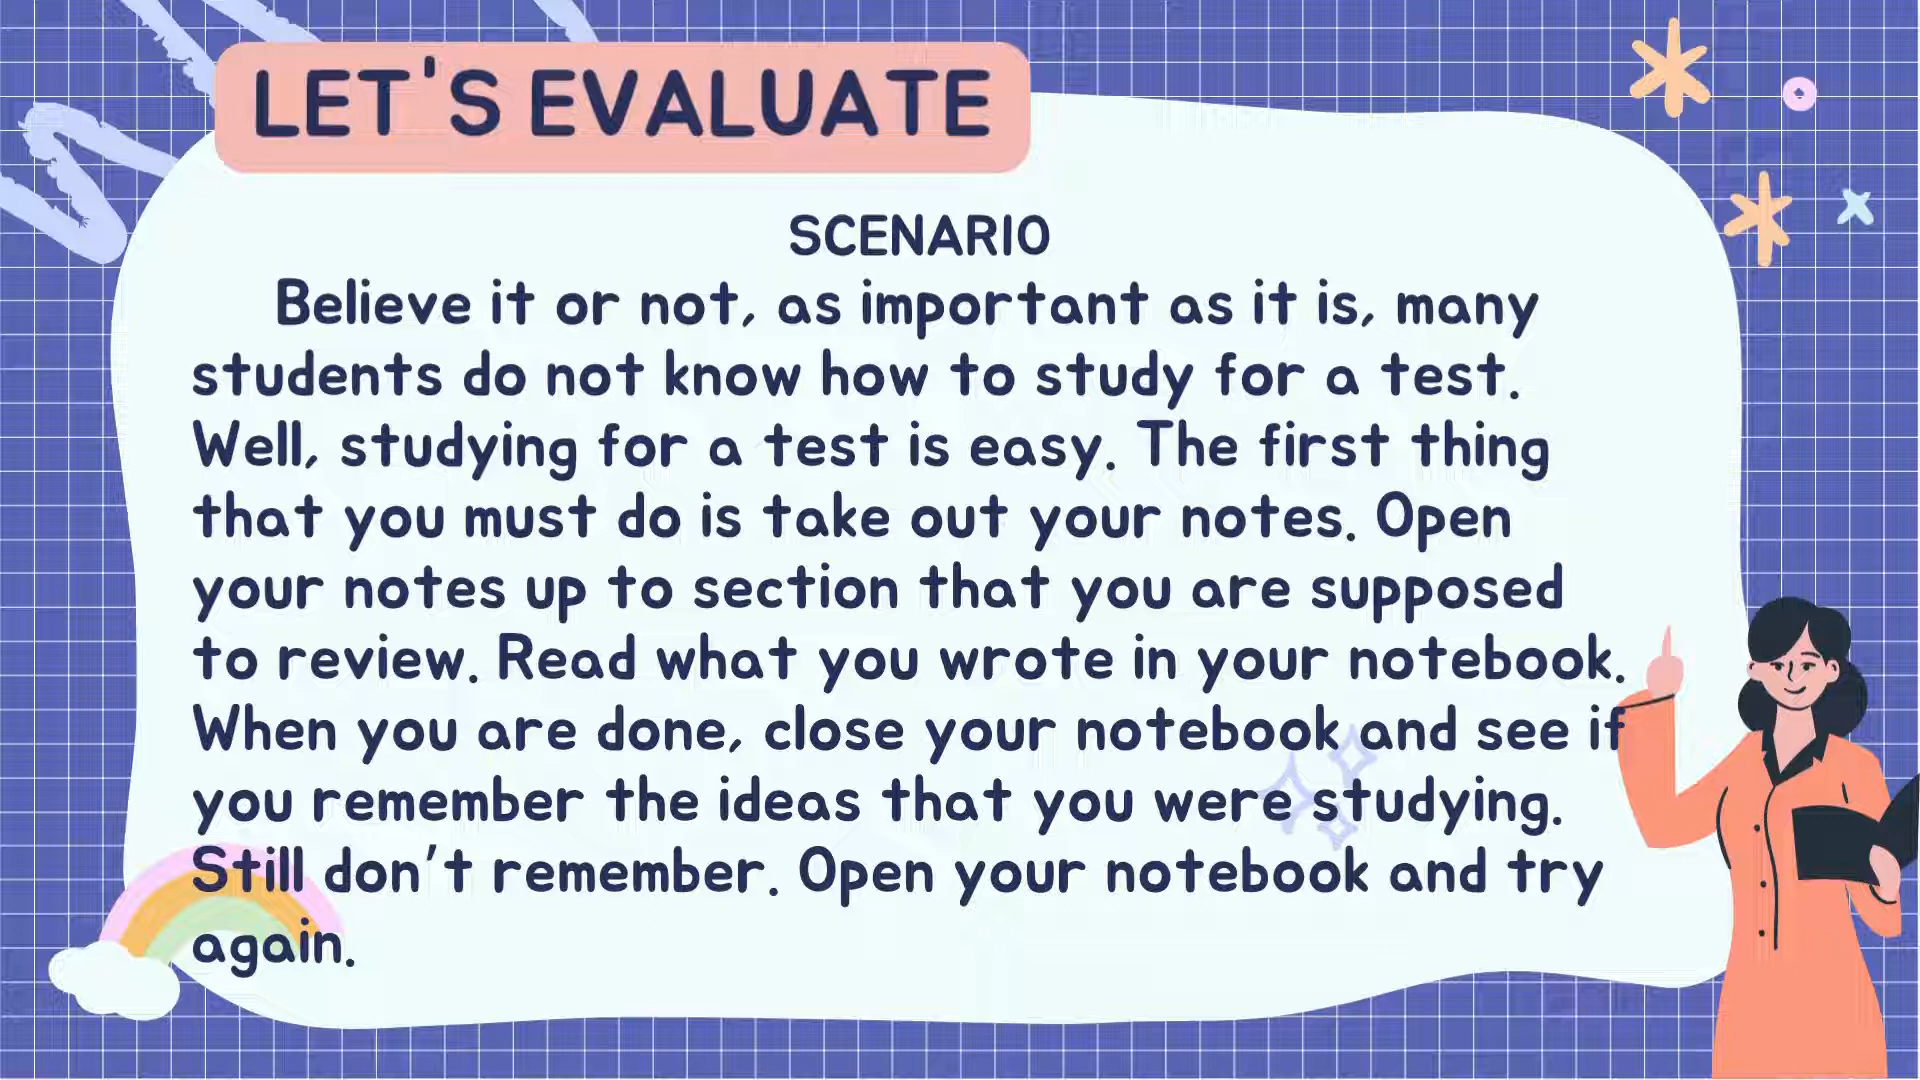 LET'S EVALUATE
SCENARIO
Believe it or not, as important as it is, many
students do not know how to study for a test.
Well, studying for a test is easy. The first thing
that you must do is take out your notes. Open
your notes up to section that you are supposed
to review. Read what you wrote in your notebook.
When you are done, close your notebook and see if
you remember the ideas that you were studying.
Still don't remember. Open your notebook and try
again.